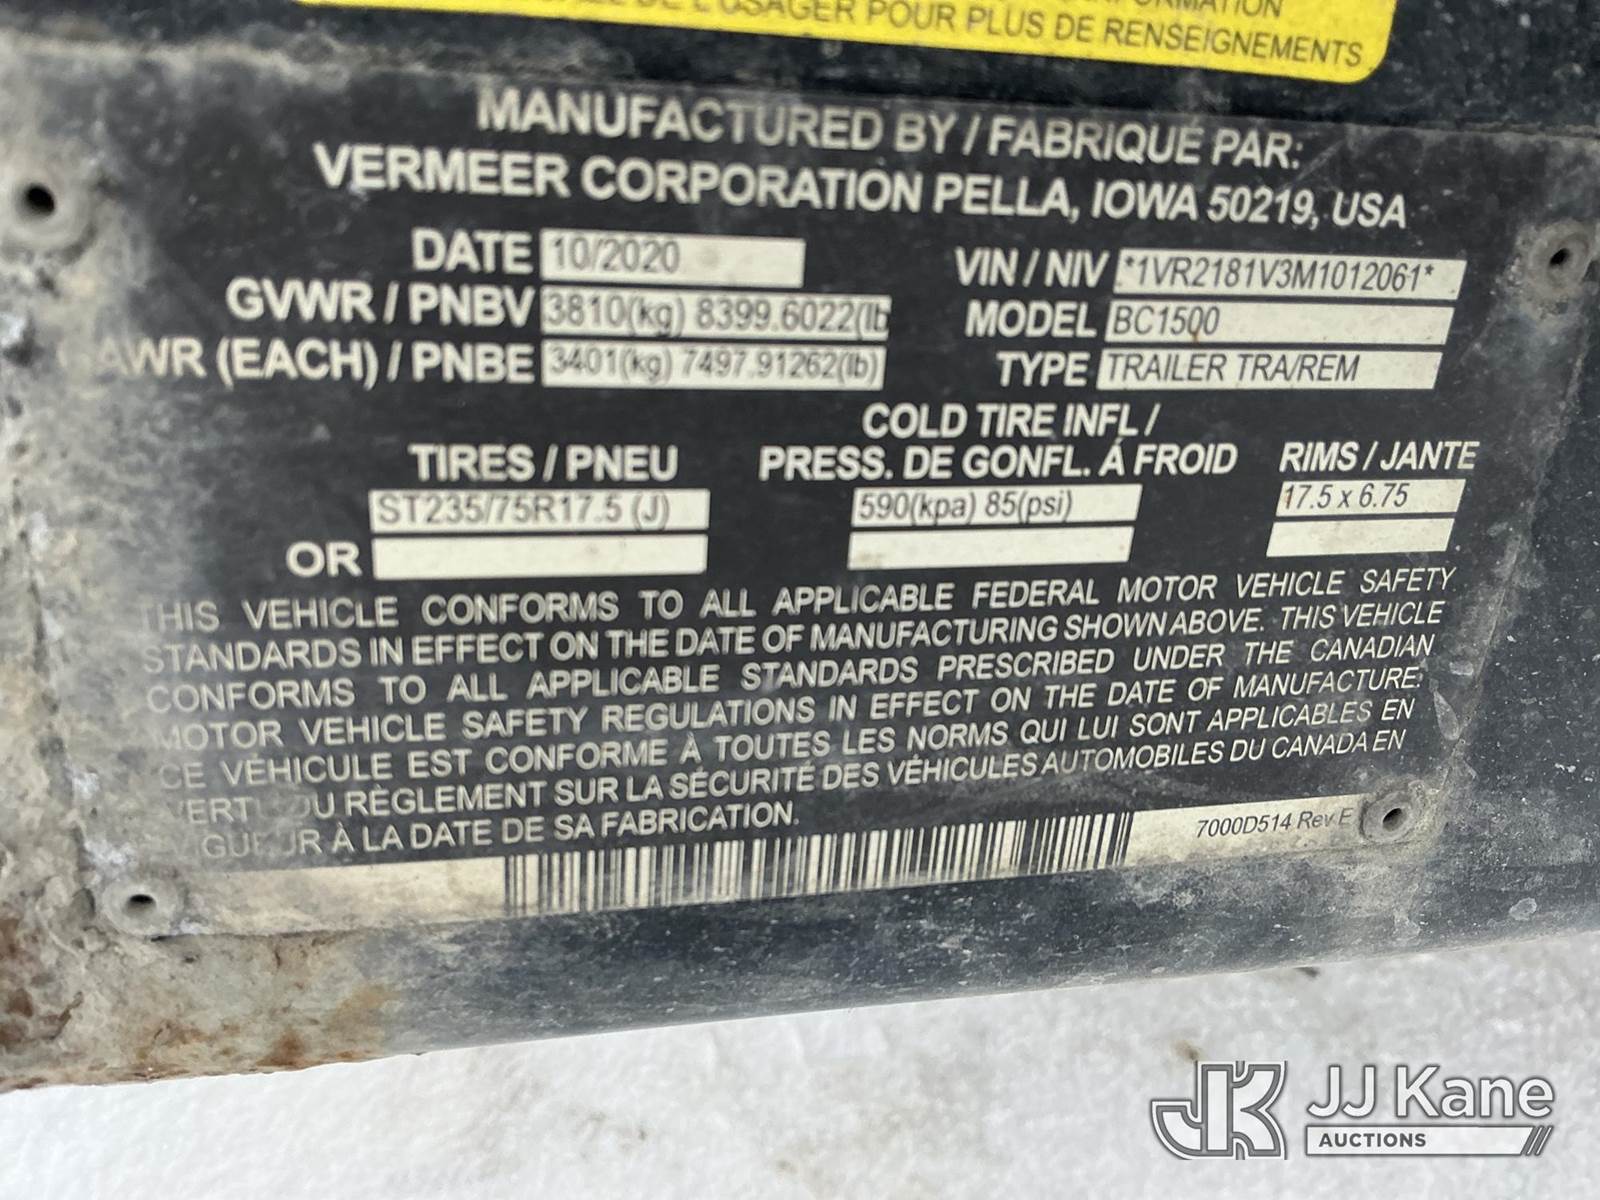 INFORMATION
DE L'USAGER POUR PLUS DE RENSEIGNEMENTS
MANUFACTURED BY / FABRIQUÉ PAR:
VERMEER CORPORATION PELLA, IOWA 50219, USA
DATE 10/2020 VIN / NIV *1VR2181V3M1012061*
GVWR / PNBV 3810(kg) 8399.6022(lb MODEL BC1500
AWR (EACH) / PNBE 3401(kg) 7497.91262(lb) TYPE TRAILER TRA/REM
COLD TIRE INFL /
TIRES / PNEU PRESS. DE GONFL. Á FROID RIMS / JANTE
ST235/75R17.5 (J) 590(kpa) 85(psi) 17.5 x 6.75
OR
THIS VEHICLE CONFORMS TO ALL APPLICABLE FEDERAL MOTOR VEHICLE SAFETY
STANDARDS IN EFFECT ON THE DATE OF MANUFACTURING SHOWN ABOVE. THIS VEHICLE
CONFORMS TO ALL APPLICABLE STANDARDS PRESCRIBED UNDER THE CANADIAN
MOTOR VEHICLE SAFETY REGULATIONS IN EFFECT ON THE DATE OF MANUFACTURE.
CE VÉHICULE EST CONFORME À TOUTES LES NORMS QUI LUI SONT APPLICABLES EN
VERTU DU RÈGLEMENT SUR LA SÉCURITÉ DES VÉHICULES AUTOMOBILES DU CANADA EN
GUEUR À LA DATE DE SA FABRICATION.
7000D514 Rev E
JK JJ Kane
AUCTIONS